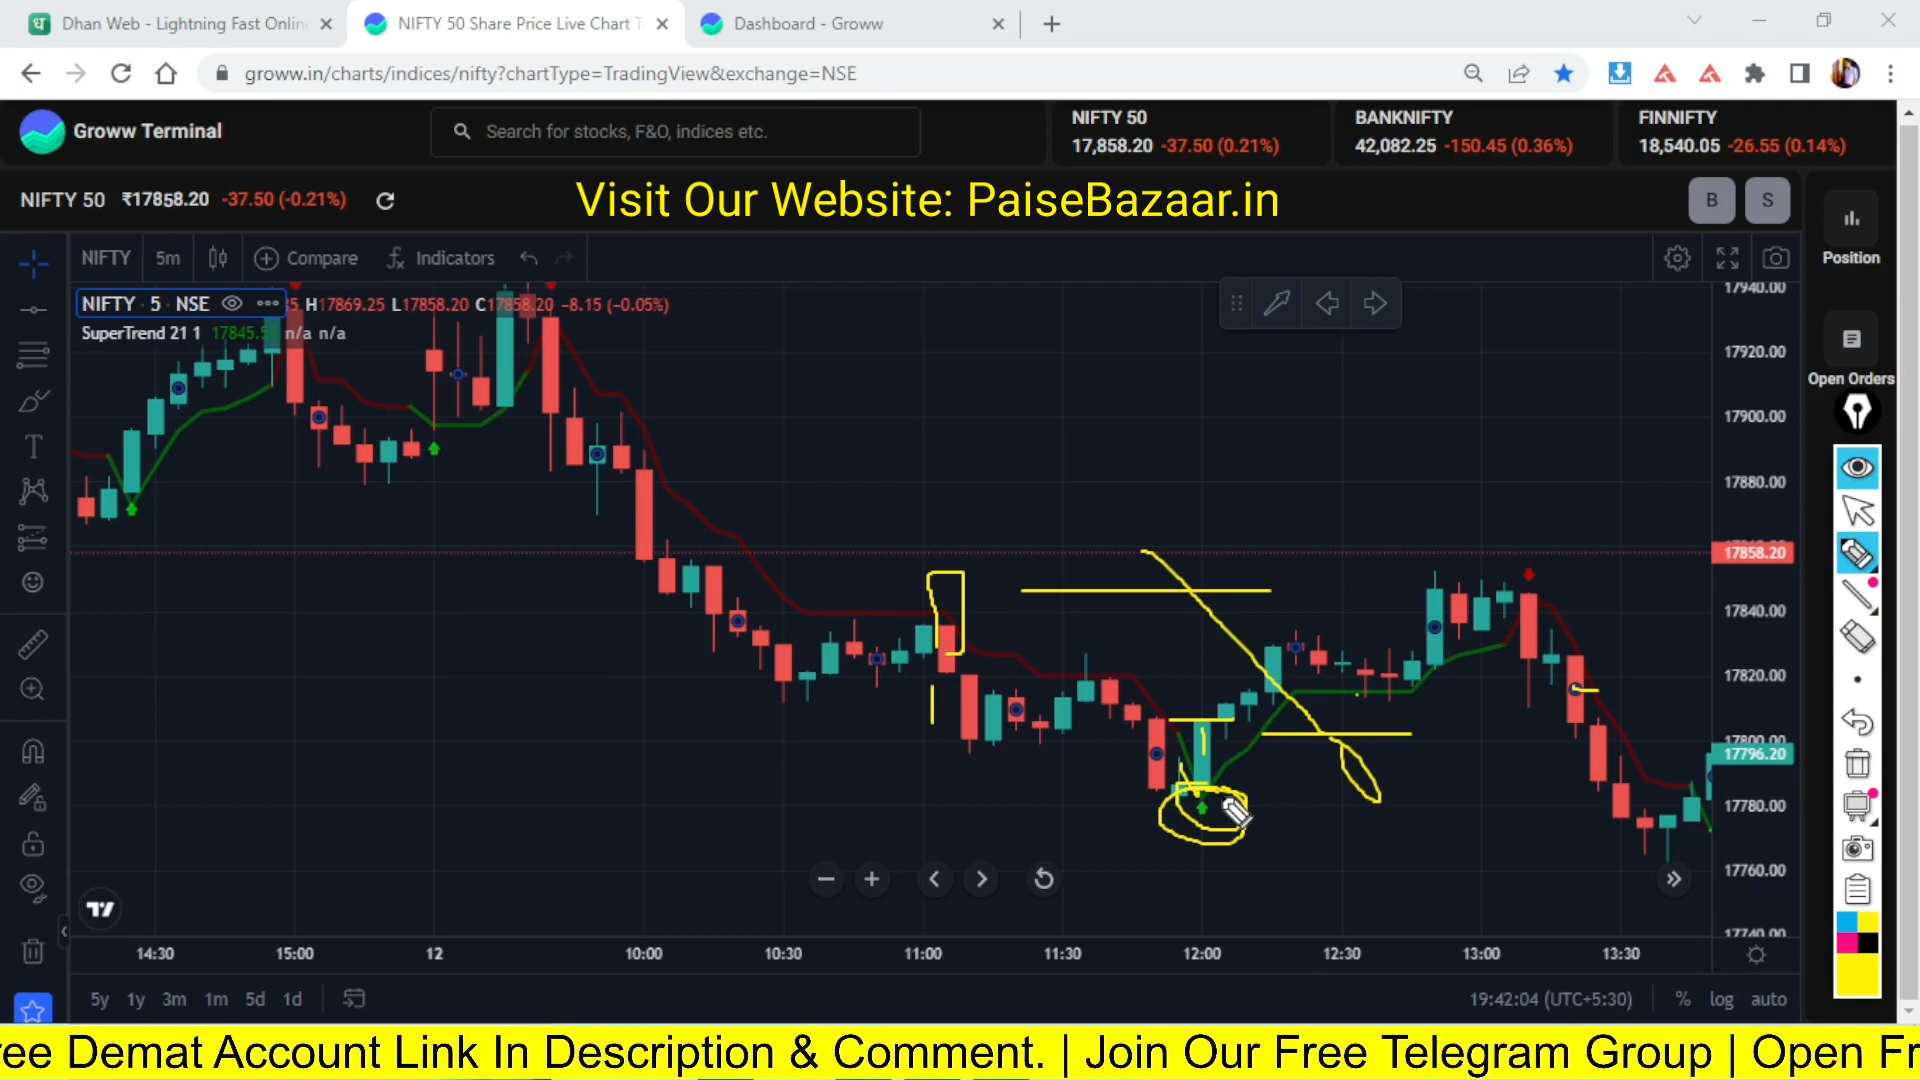 Dhan Web - Lightning Fast Onlin
NIFTY 50 Share Price Live Chart T
Dashboard - Groww
groww.in/charts/indices/nifty?chartType=TradingView&exchange=NSE
Groww Terminal
Search for stocks, F&O, indices etc.
NIFTY 50
17,858.20 -37.50 (0.21%)
BANKNIFTY
42,082.25 -150.45 (0.36%)
FINNIFTY
18,540.05 -26.55 (0.14%)
NIFTY 50 ₹17858.20 -37.50 (-0.21%)
Visit Our Website: PaiseBazaar.in
B S
Position
NIFTY 5m Compare Indicators
NIFTY · 5 · NSE H17869.25 L17858.20 C17858.20 −8.15 (−0.05%)
SuperTrend 21 1 n/a n/a
Open Orders
17940.00
17920.00
17900.00
17880.00
17858.20
17840.00
17820.00
17800.00
17796.20
17780.00
17760.00
17740.00
14:30 15:00 12 10:00 10:30 11:00 11:30 12:00 12:30 13:00 13:30
5y 1y 3m 1m 5d 1d
19:42:04 (UTC+5:30) % log auto
ree Demat Account Link In Description & Comment. | Join Our Free Telegram Group | Open Fr